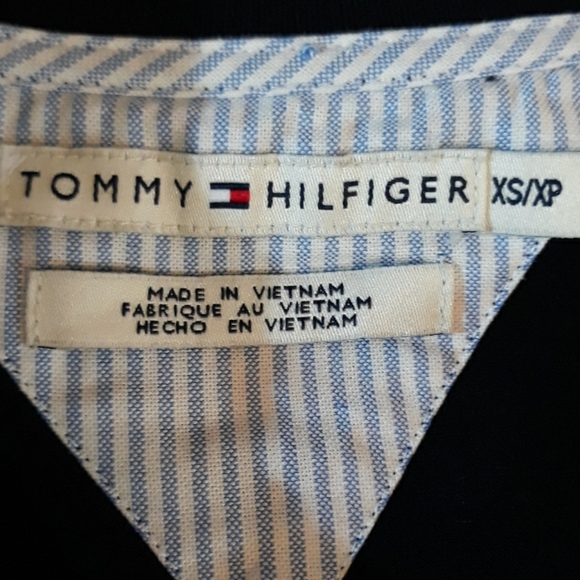 TOMMY HILFIGER XS/XP
MADE IN VIETNAM
FABRIQUE AU VIETNAM
HECHO EN VIETNAM